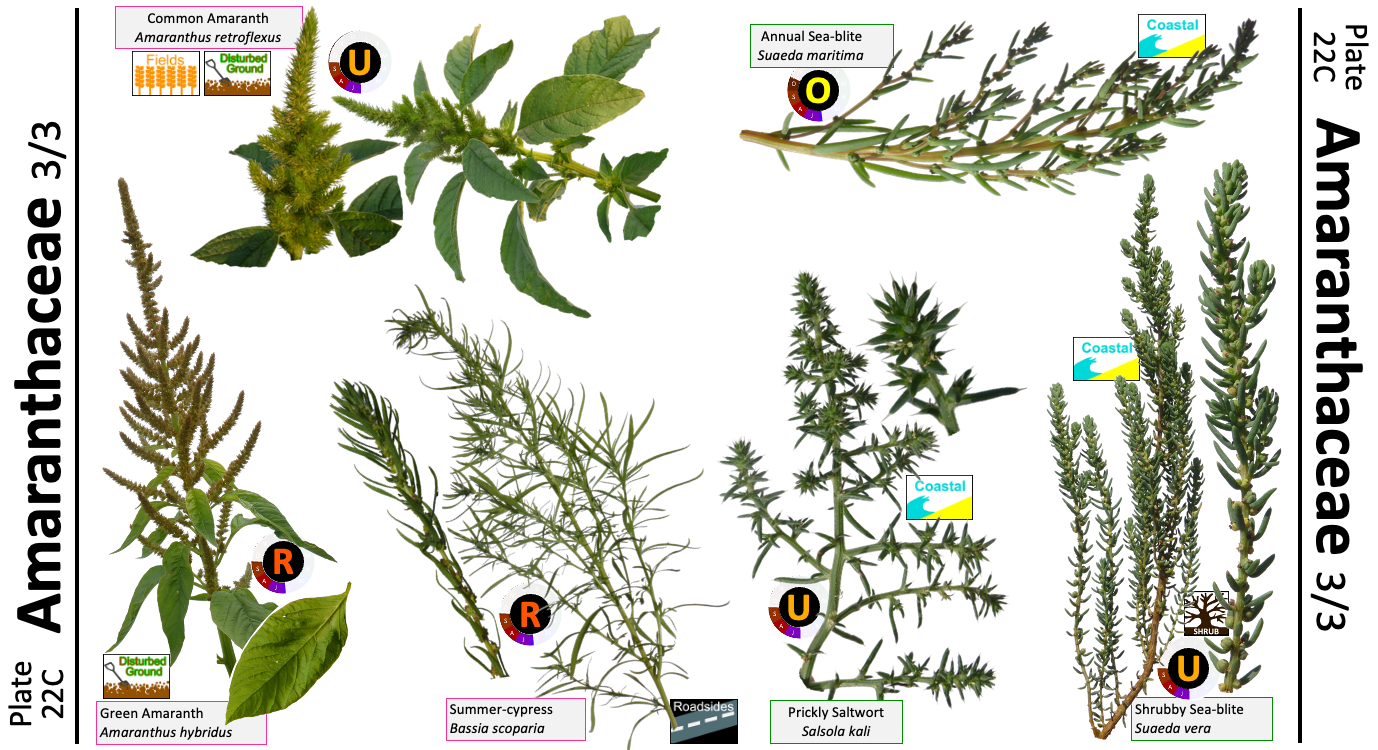 Plate
22C
Amaranthaceae 3/3
Common Amaranth
Amaranthus retroflexus
Fields
Disturbed
Ground
U
S
A
J
Annual Sea-blite
Suaeda maritima
O
O
S
A
J
Coastal
Plate
22C
Amaranthaceae 3/3
Coastal
Coastal
R
S
A
J
R
S
A
J
U
S
A
J
SHRUB
U
S
A
J
Disturbed
Ground
Green Amaranth
Amaranthus hybridus
Summer-cypress
Bassia scoparia
Roadsides
Prickly Saltwort
Salsola kali
Shrubby Sea-blite
Suaeda vera